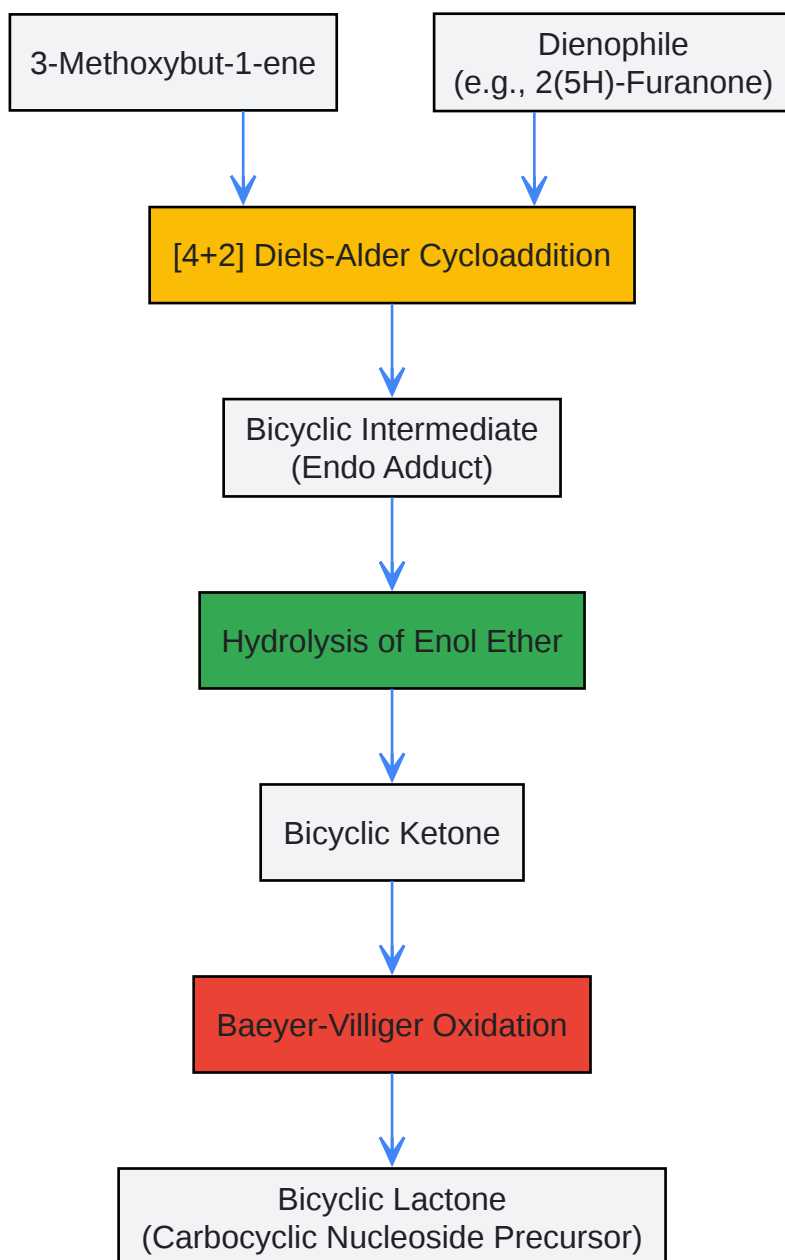 3-Methoxybut-1-ene
Dienophile
(e.g., 2(5H)-Furanone)
[4+2] Diels-Alder Cycloaddition
Bicyclic Intermediate
(Endo Adduct)
Hydrolysis of Enol Ether
Bicyclic Ketone
Baeyer-Villiger Oxidation
Bicyclic Lactone
(Carbocyclic Nucleoside Precursor)